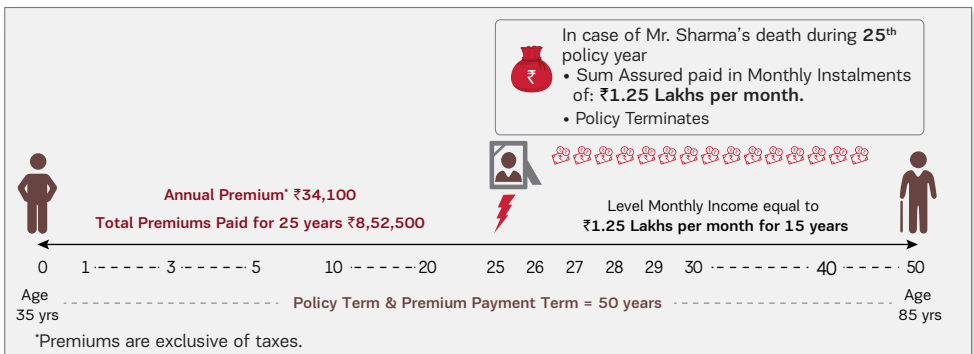 In case of Mr. Sharma's death during 25th
policy year
• Sum Assured paid in Monthly Instalments
of: ₹1.25 Lakhs per month.
• Policy Terminates
₹
Annual Premium* ₹34,100
Total Premiums Paid for 25 years ₹8,52,500
Level Monthly Income equal to
₹1.25 Lakhs per month for 15 years
0 1 3 5 10 20 25 26 27 28 29 30 40 50
Age
35 yrs
Policy Term & Premium Payment Term = 50 years
Age
85 yrs
*Premiums are exclusive of taxes.